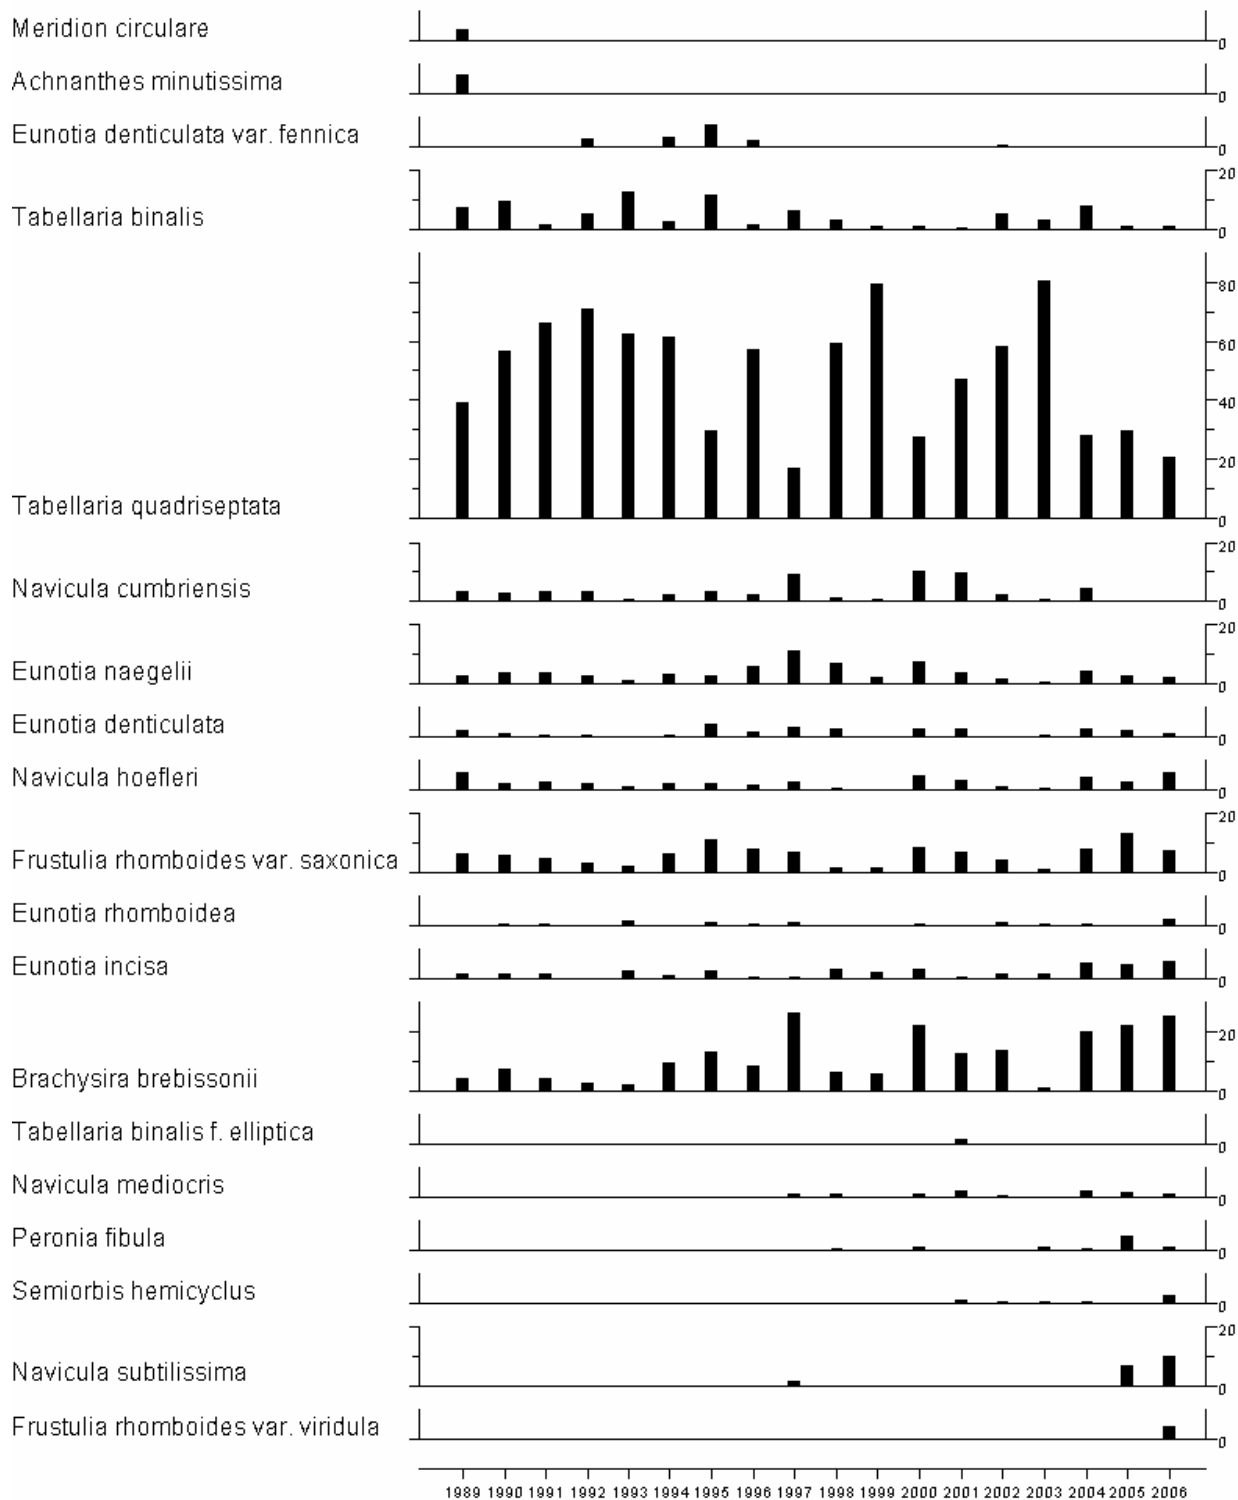 Meridion circulare
0
Achnanthes minutissima
0
Eunotia denticulata var. fennica
0
20
Tabellaria binalis
0
80
60
40
20
Tabellaria quadriseptata
0
20
Navicula cumbriensis
0
20
Eunotia naegelii
0
Eunotia denticulata
0
Navicula hoefleri
0
20
Frustulia rhomboides var. saxonica
0
Eunotia rhomboidea
0
Eunotia incisa
0
20
Brachysira brebissonii
0
Tabellaria binalis f. elliptica
0
Navicula mediocris
0
Peronia fibula
0
Semiorbis hemicyclus
0
20
Navicula subtilissima
0
Frustulia rhomboides var. viridula
0
1989 1990 1991 1992 1993 1994 1995 1996 1997 1998 1999 2000 2001 2002 2003 2004 2005 2006